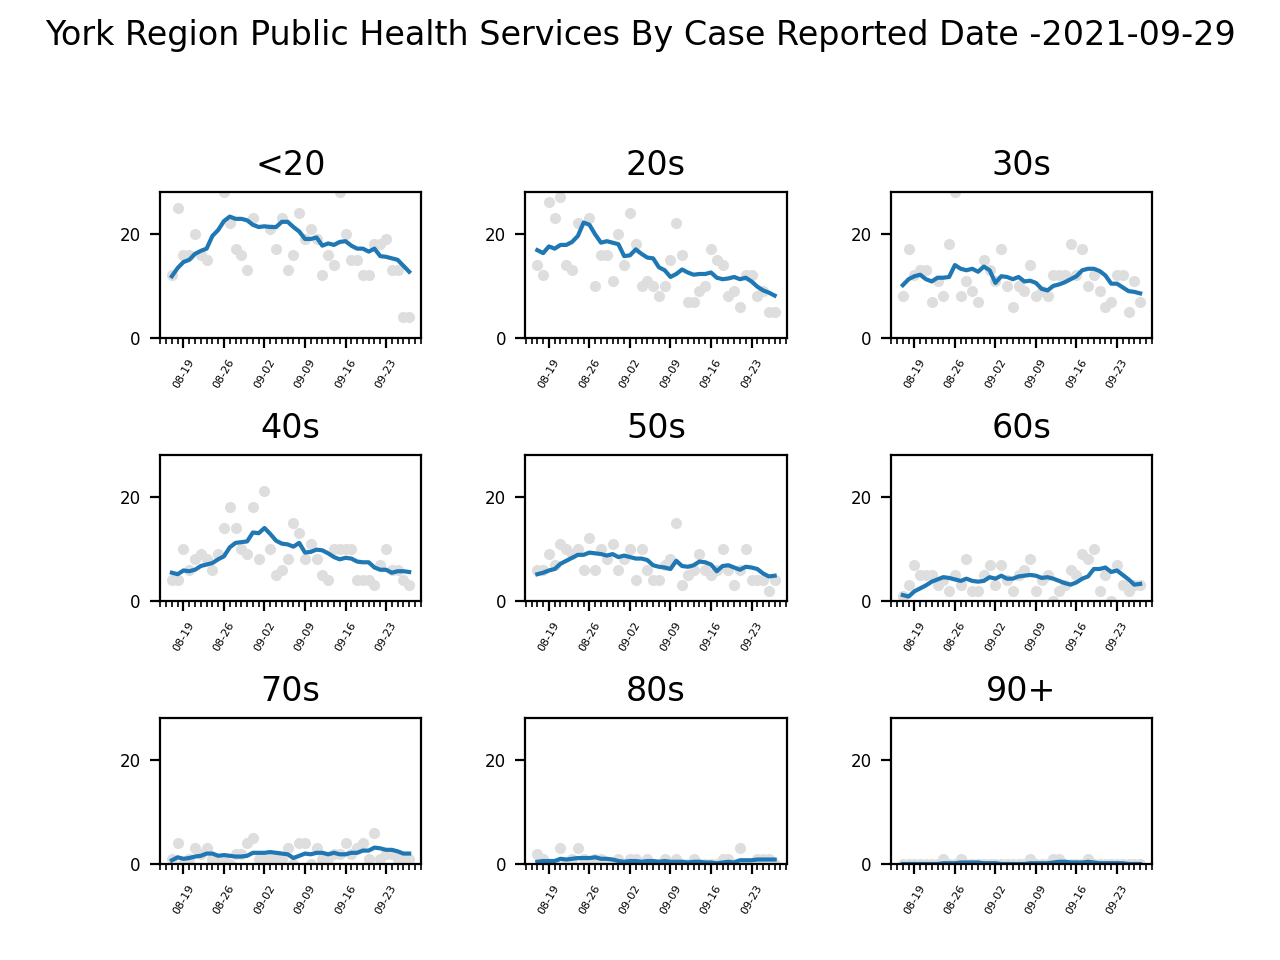 York Region Public Health Services By Case Reported Date -2021-09-29
<20 20s 30s
20 20 20
0 0 0
08-19 08-26 09-02 09-09 09-16 09-23 08-19 08-26 09-02 09-09 09-16 09-23 08-19 08-26 09-02 09-09 09-16 09-23
40s 50s 60s
20 20 20
0 0 0
08-19 08-26 09-02 09-09 09-16 09-23 08-19 08-26 09-02 09-09 09-16 09-23 08-19 08-26 09-02 09-09 09-16 09-23
70s 80s 90+
20 20 20
0 0 0
08-19 08-26 09-02 09-09 09-16 09-23 08-19 08-26 09-02 09-09 09-16 09-23 08-19 08-26 09-02 09-09 09-16 09-23